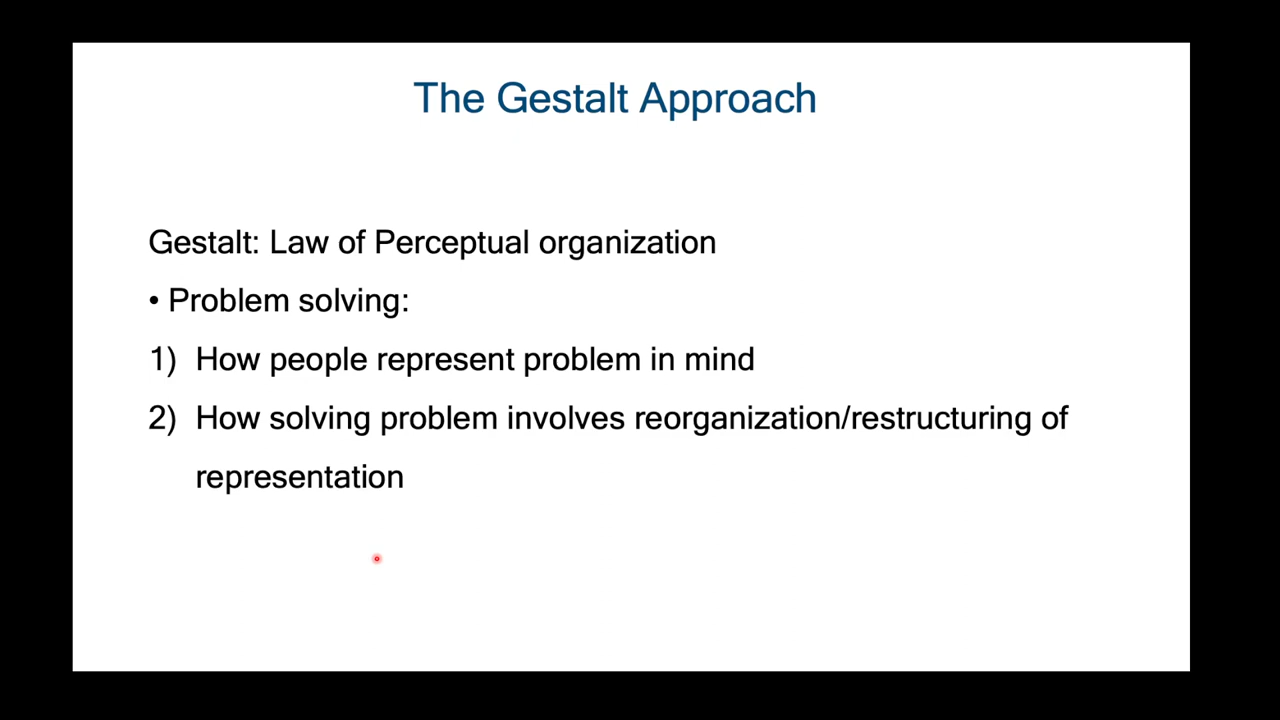 The Gestalt Approach
Gestalt: Law of Perceptual organization
• Problem solving:
1) How people represent problem in mind
2) How solving problem involves reorganization/restructuring of
representation